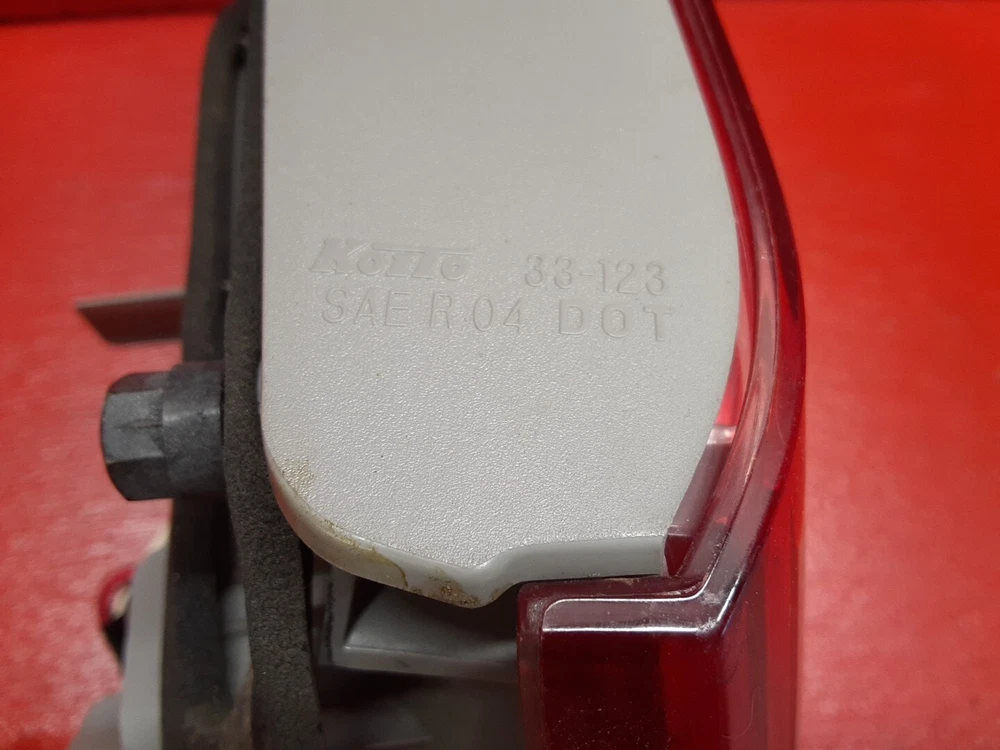 KOITO 33-123
SAE R 04 DOT